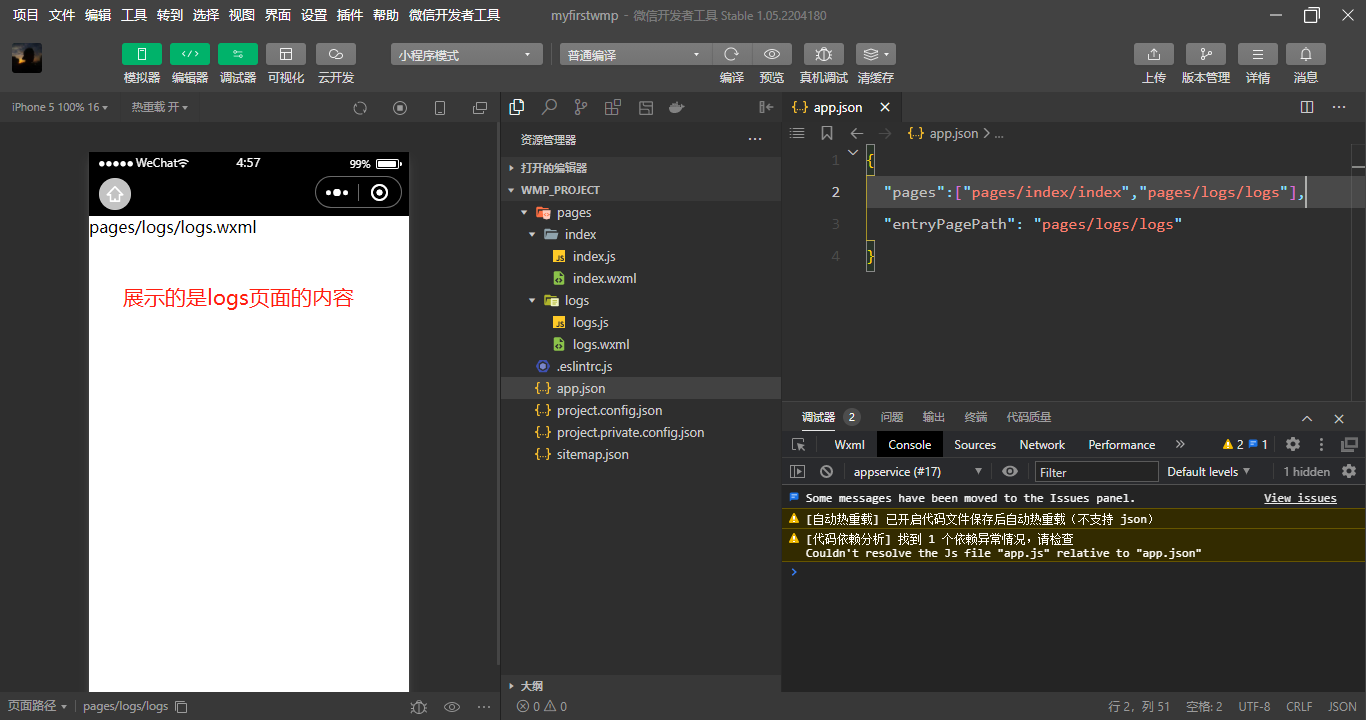 项目 文件 编辑 工具 转到 选择 视图 界面 设置 插件 帮助 微信开发者工具 myfirstwmp - 微信开发者工具 Stable 1.05.2204180
模拟器 编辑器 调试器 可视化 云开发 小程序模式 普通编译 编译 预览 真机调试 清缓存 上传 版本管理 详情 消息
iPhone 5 100% 16 热重载 开
WeChat 4:57 99%
pages/logs/logs.wxml
展示的是logs页面的内容
页面路径 pages/logs/logs
资源管理器
打开的编辑器
WMP_PROJECT
pages
index
index.js
index.wxml
logs
logs.js
logs.wxml
.eslintrc.js
app.json
project.config.json
project.private.config.json
sitemap.json
大纲
0 0
app.json
app.json > ...
1 {
2 "pages":["pages/index/index","pages/logs/logs"],
3 "entryPagePath": "pages/logs/logs"
4 }
调试器 2 问题 输出 终端 代码质量
Wxml Console Sources Network Performance » 2 1
appservice (#17) Filter Default levels 1 hidden
Some messages have been moved to the Issues panel. View issues
[自动热重载] 已开启代码文件保存后自动热重载（不支持 json）
[代码依赖分析] 找到 1 个依赖异常情况，请检查
Couldn't resolve the Js file "app.js" relative to "app.json"
行 2，列 51 空格: 2 UTF-8 CRLF JSON